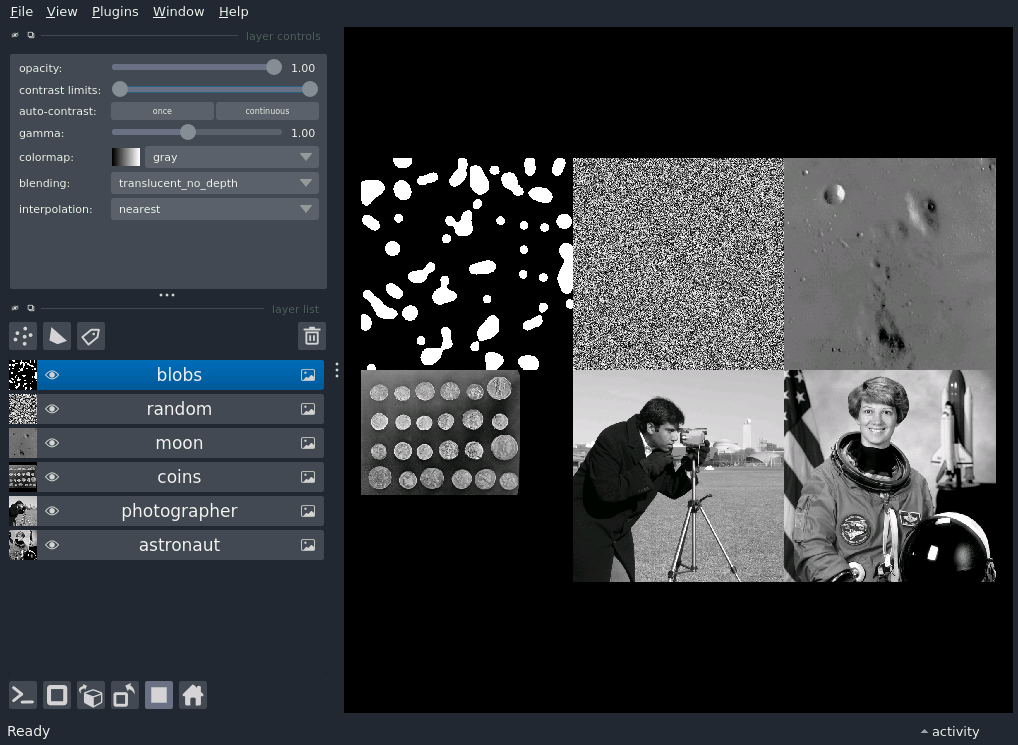 File View Plugins Window Help
layer controls
opacity: 1.00
contrast limits:
auto-contrast: once continuous
gamma: 1.00
colormap: gray
blending: translucent_no_depth
interpolation: nearest
layer list
blobs
random
moon
coins
photographer
astronaut
Ready
activity